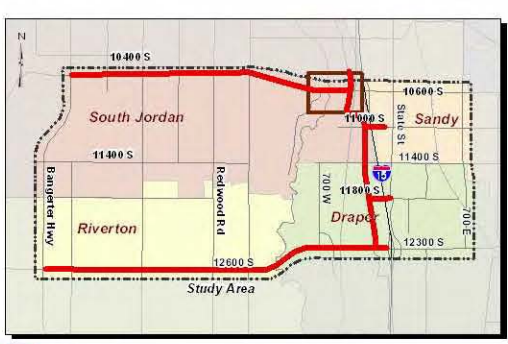 N
10400 S
10600 S
South Jordan
11000 S
State St
Sandy
11400 S
11400 S
Bangerter Hwy
Redwood Rd
700 W
15
11800 S
Draper
700 E
Riverton
12300 S
12600 S
Study Area